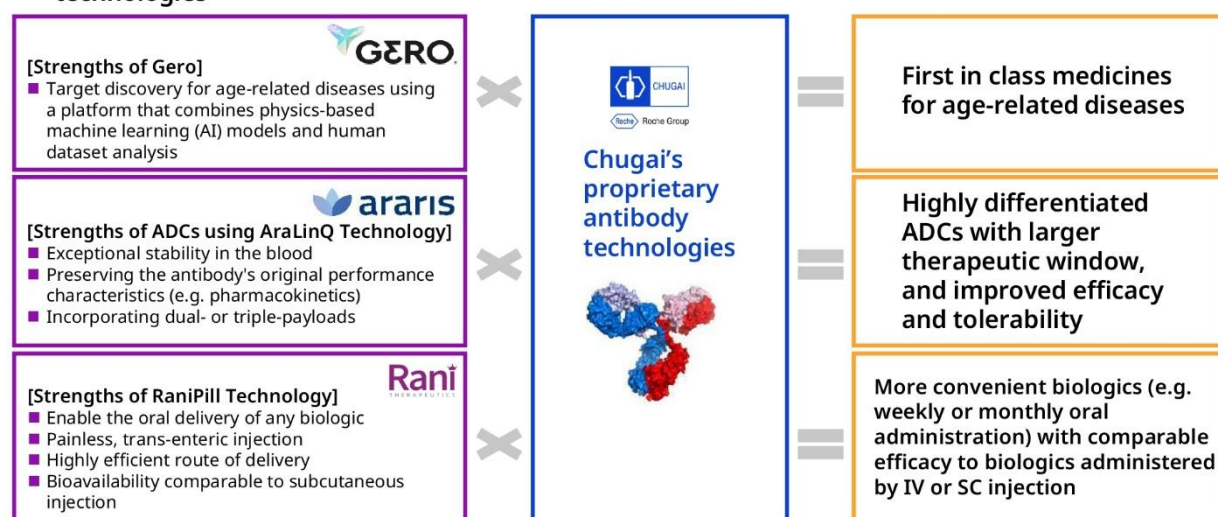 technologies
GERO
[Strengths of Gero]
■ Target discovery for age-related diseases using
a platform that combines physics-based
machine learning (AI) models and human
dataset analysis
araris
[Strengths of ADCs using AraLinQ Technology]
■ Exceptional stability in the blood
■ Preserving the antibody's original performance
characteristics (e.g. pharmacokinetics)
■ Incorporating dual- or triple-payloads
Rani
THERAPEUTICS
[Strengths of RaniPill Technology]
■ Enable the oral delivery of any biologic
■ Painless, trans-enteric injection
■ Highly efficient route of delivery
■ Bioavailability comparable to subcutaneous
injection
CHUGAI
Roche Roche Group
Chugai's
proprietary
antibody
technologies
First in class medicines
for age-related diseases
Highly differentiated
ADCs with larger
therapeutic window,
and improved efficacy
and tolerability
More convenient biologics (e.g.
weekly or monthly oral
administration) with comparable
efficacy to biologics administered
by IV or SC injection